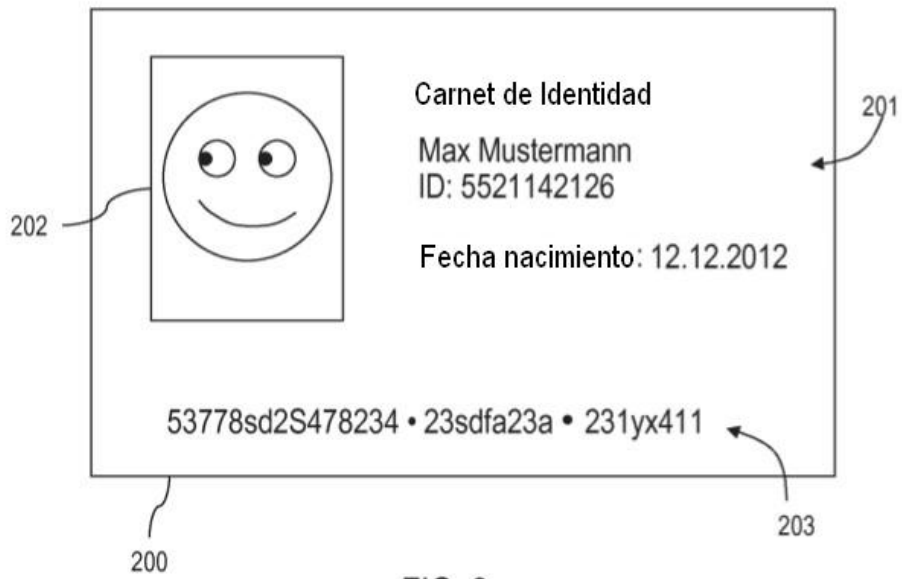 Carnet de Identidad
201
Max Mustermann
ID: 5521142126
202
Fecha nacimiento: 12.12.2012
53778sd2S478234 • 23sdfa23a • 231yx411
203
200